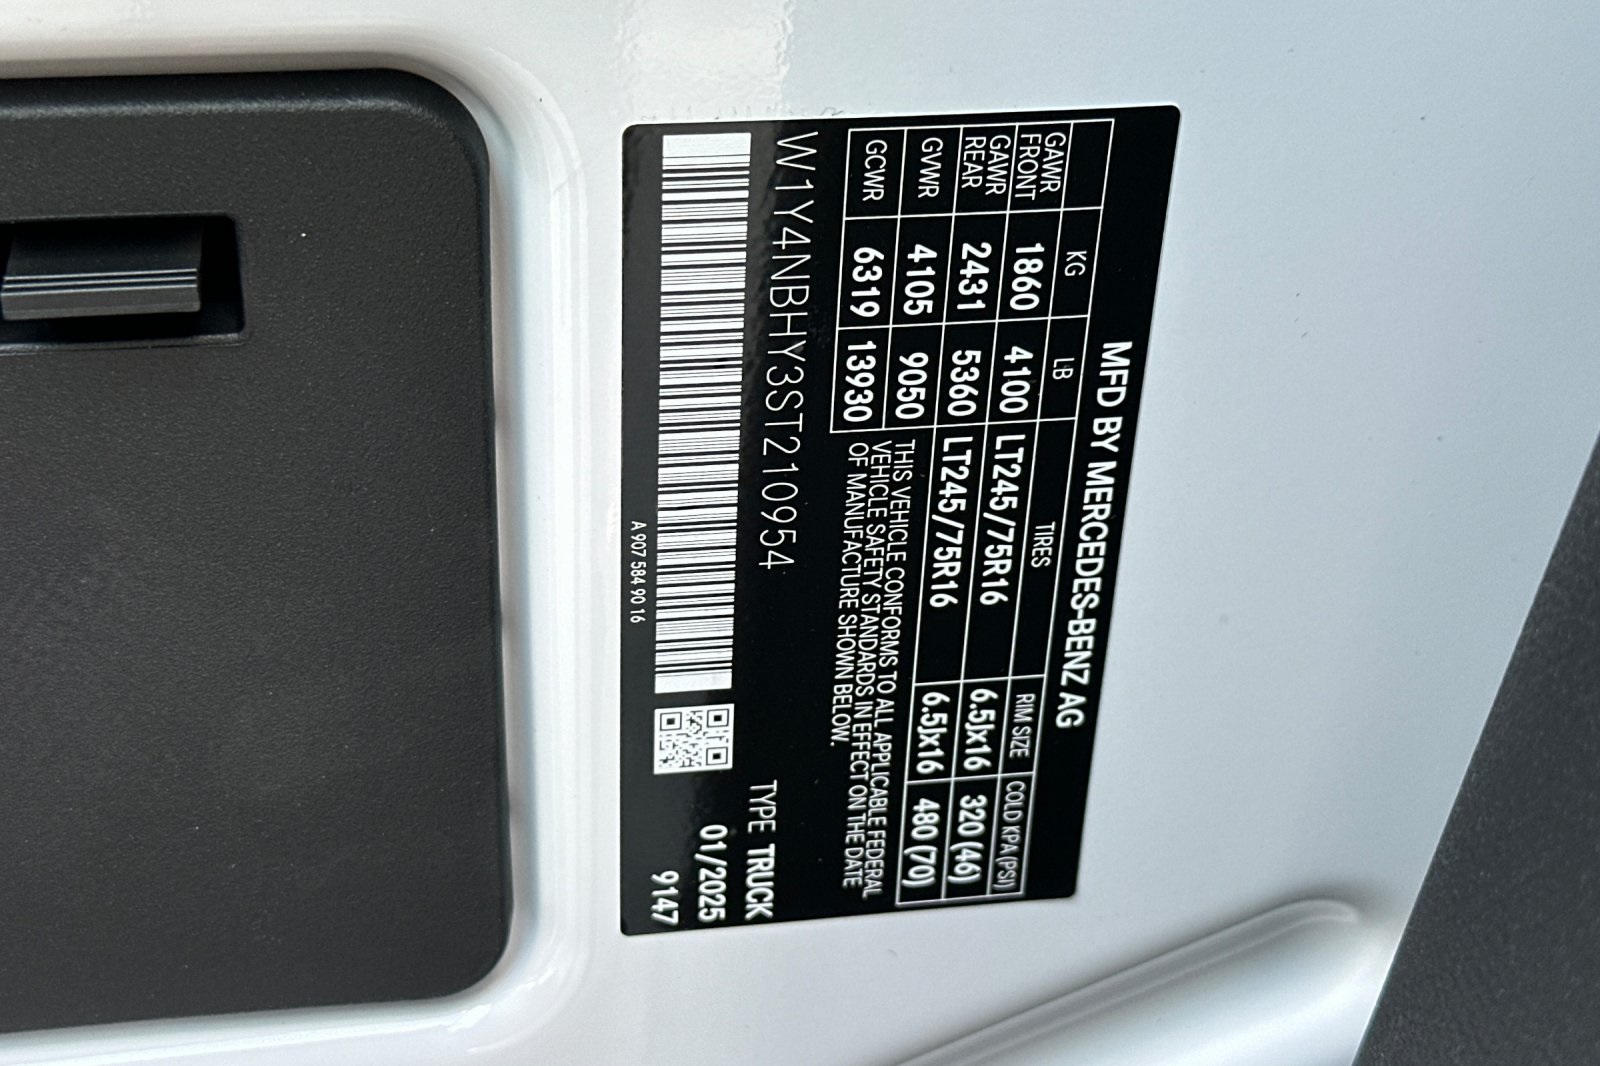 MFD BY MERCEDES-BENZ AG
KG LB TIRES RIM SIZE COLD KPA (PSI)
GAWR FRONT 1860 4100 LT245/75R16 6.5Jx16 320 (46)
GAWR REAR 2431 5360 LT245/75R16 6.5Jx16 480 (70)
GVWR 4105 9050
GCWR 6319 13930
THIS VEHICLE CONFORMS TO ALL APPLICABLE FEDERAL
VEHICLE SAFETY STANDARDS IN EFFECT ON THE DATE
OF MANUFACTURE SHOWN BELOW.
W1Y4NBHY3ST210954
TYPE TRUCK
01/2025
9147
A 907 584 90 16